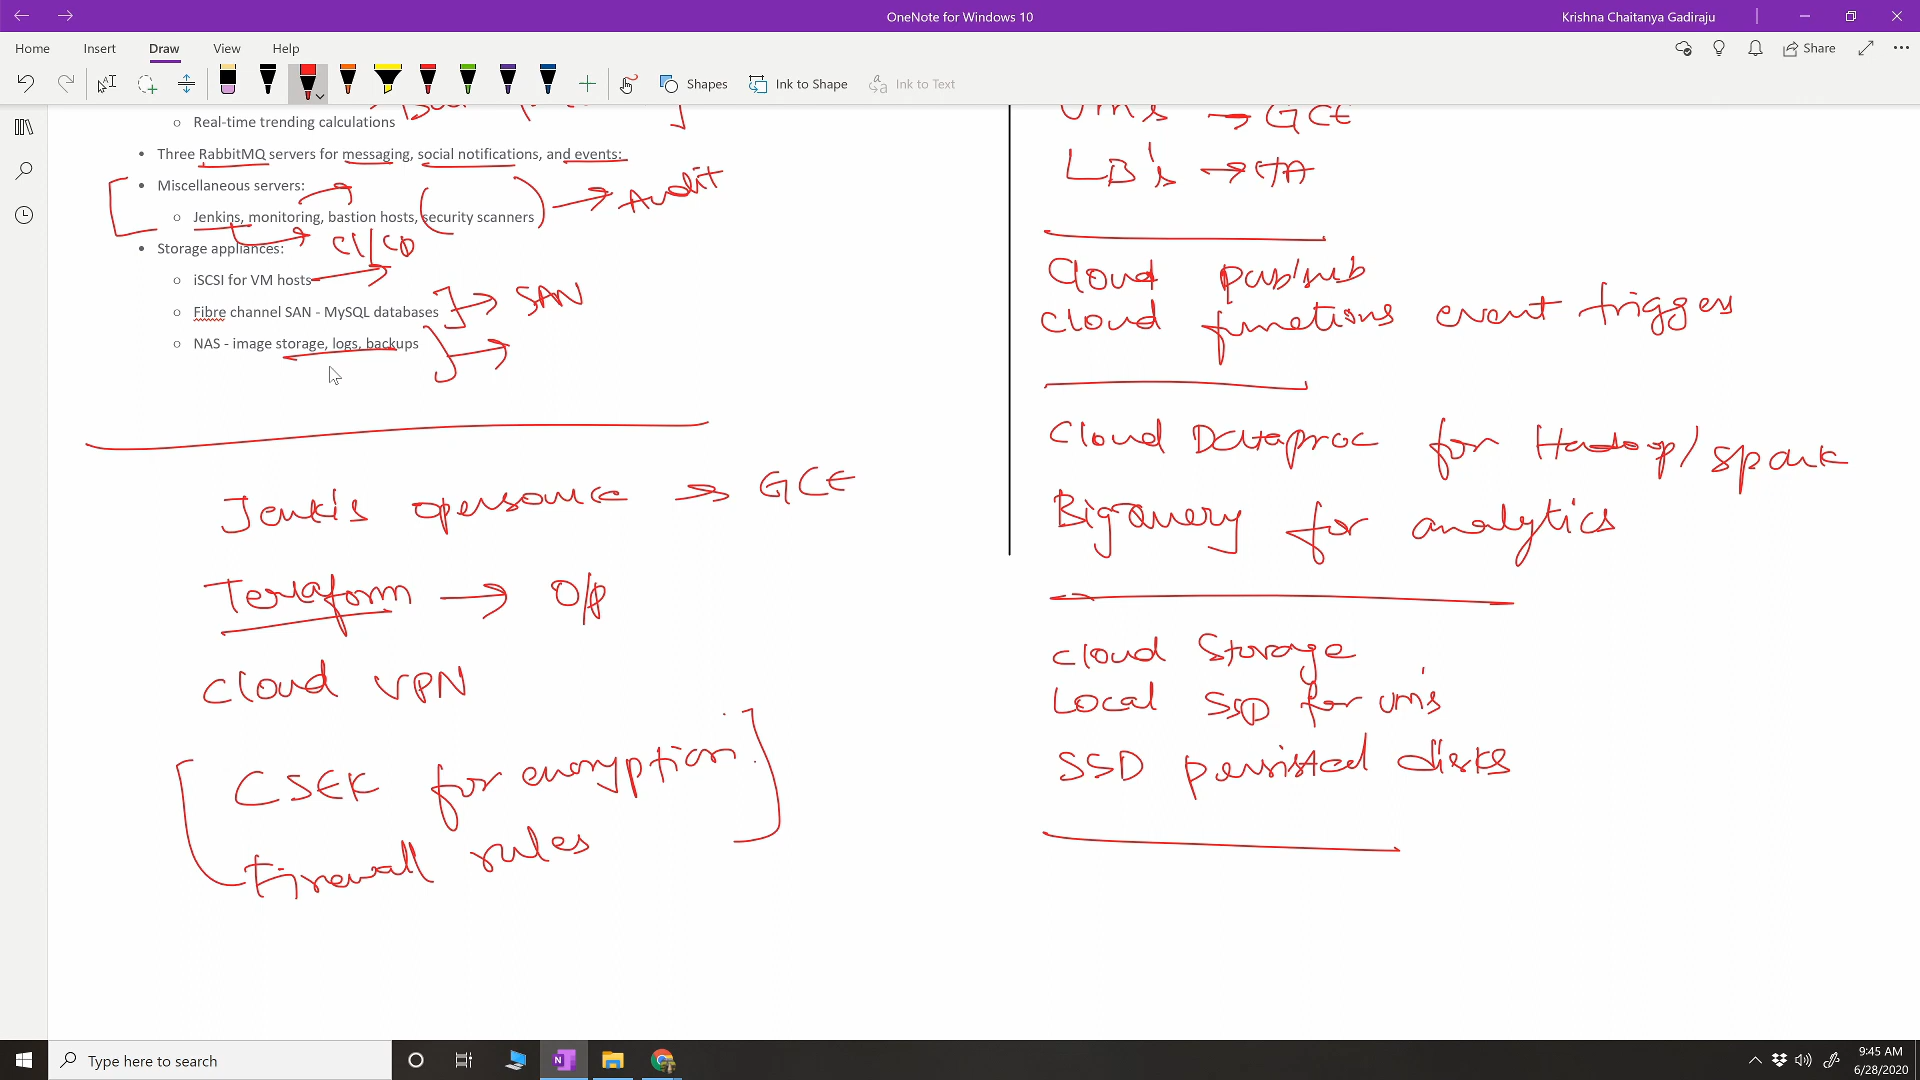 OneNote for Windows 10
Krishna Chaitanya Gadiraju
Home Insert Draw View Help
Share
Shapes Ink to Shape Ink to Text
Real-time trending calculations
Three RabbitMQ servers for messaging, social notifications, and events:
Miscellaneous servers:
Jenkins, monitoring, bastion hosts, security scanners
Audit
Storage appliances:
CI/CD
iSCSI for VM hosts
Fibre channel SAN - MySQL databases
SAN
NAS - image storage, logs, backups
Jenkis opensource → GCE
Terraform → O/P
Cloud VPN
CSEK for encryption
Firewall rules
VM's → GCE
LB's → HA
Cloud pub/sub
Cloud functions event triggers
Cloud Dataproc for Hadoop/Spark
BigQuery for analytics
Cloud Storage
Local SSD for VM's
SSD persisted disks
Type here to search
9:45 AM
6/28/2020